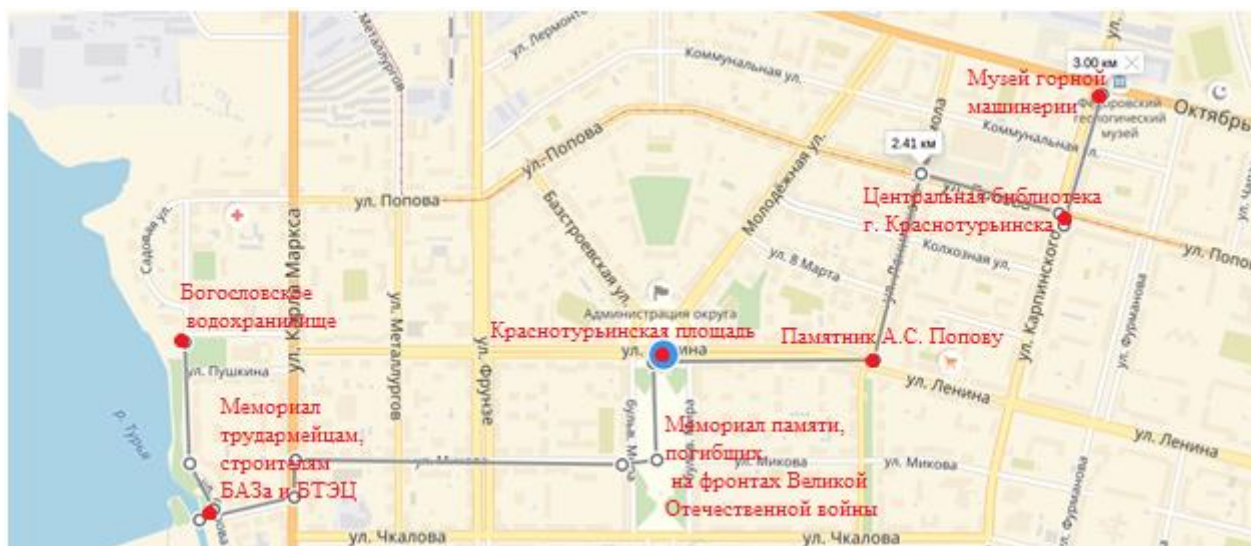 ул. Лермонт
Металлургов
Коммунальная ул.
3.00 км
Музей горной
машинерии
Октябрь
геологический
музей
Коммунальная ул.
ул. Попова
Молодёжная ул.
2.41 км
Центральная библиотека
г. Краснотурьинска
ул. Попо
ул. Попова
Садовая ул.
Базстроевская ул.
Колхозная ул.
ул. 8 Марта
ул. Карла Маркса
ул. Металлургов
ул. Фрунзе
ул. Карпинского
ул. Фурманова
Богословское
водохранилище
Администрация округа
Краснотурьинская площадь
Памятник А.С. Попову
ул. Пушкина
ул. Ленина
ул. Ленина
р. Турья
Мемориал
трудармейцам,
строителям
БАЗа и БТЭЦ
Мемориал памяти,
погибших
на фронтах Великой
Отечественной войны
ул. Микова
ул. Микова
ул. Фурманова
ул. Чкалова
ул. Чкалова